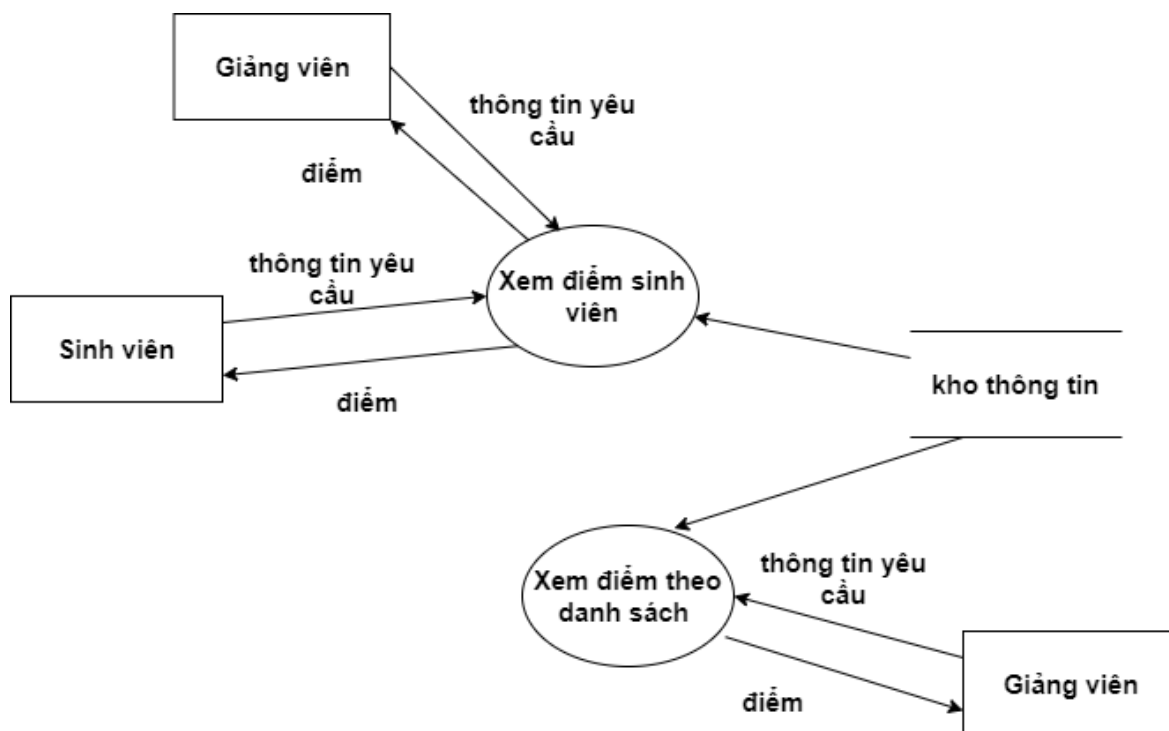 Giảng viên
thông tin yêu
cầu
điểm
thông tin yêu
cầu
Xem điểm sinh
viên
Sinh viên
điểm
kho thông tin
Xem điểm theo
danh sách
thông tin yêu
cầu
Giảng viên
điểm